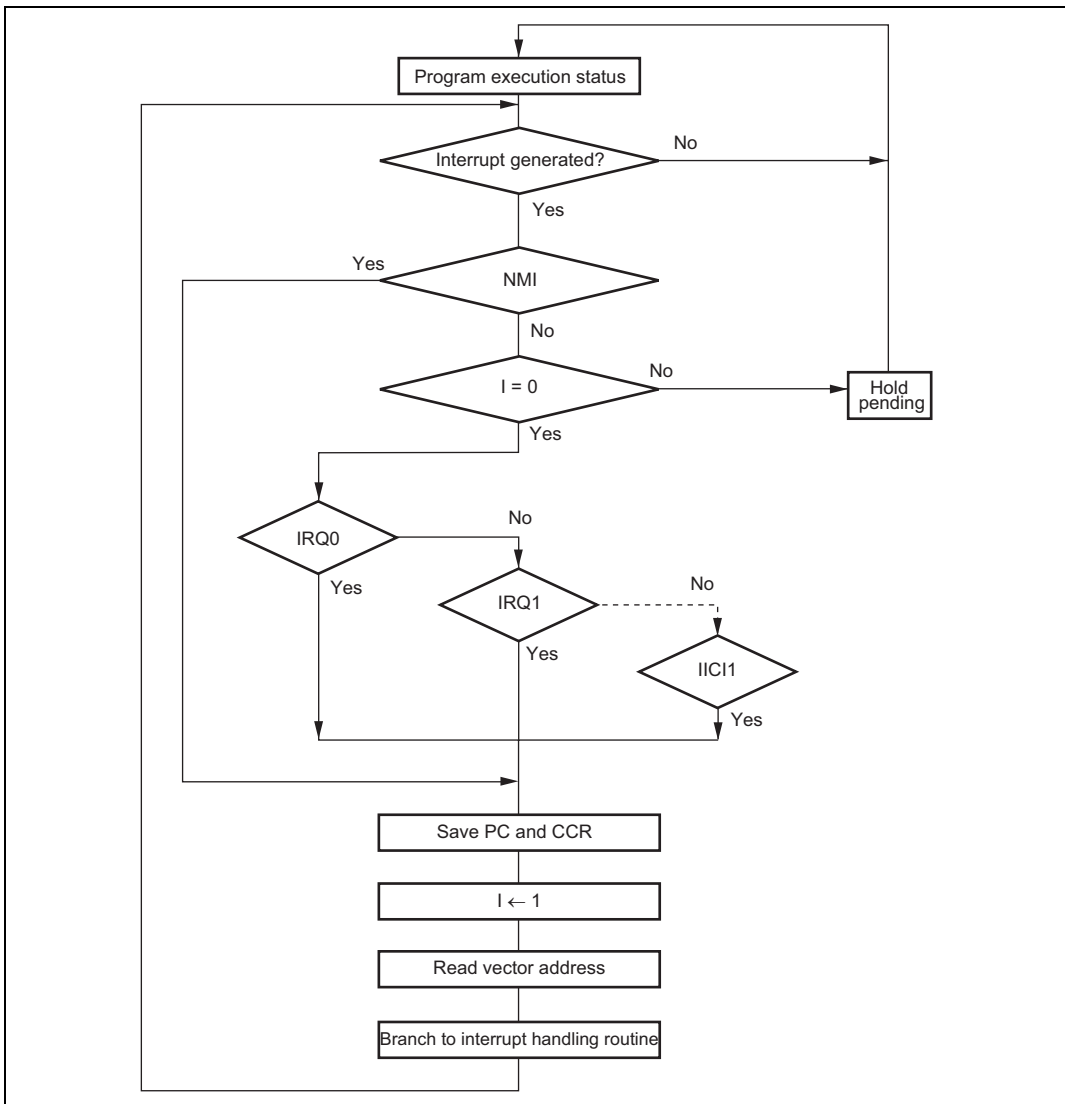 Program execution status
Interrupt generated?
No
Yes
Yes
NMI
No
I = 0
No
Hold
pending
Yes
IRQ0
No
Yes
IRQ1
No
Yes
IICI1
Yes
Save PC and CCR
I ← 1
Read vector address
Branch to interrupt handling routine